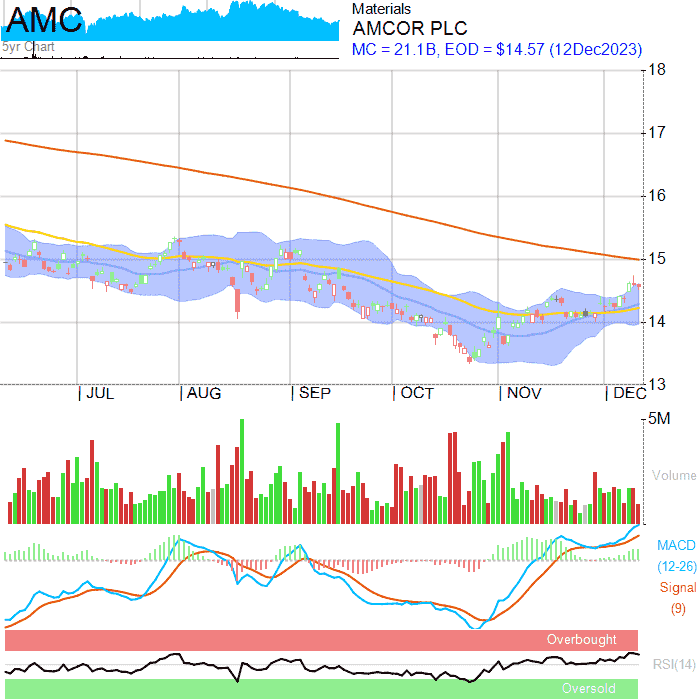 AMC
5yr Chart
Materials
AMCOR PLC
MC = 21.1B, EOD = $14.57 (12Dec2023)
18
17
16
15
14
13
JUL AUG SEP OCT NOV DEC
5M
Volume
MACD
(12-26)
Signal
(9)
Overbought
RSI(14)
Oversold